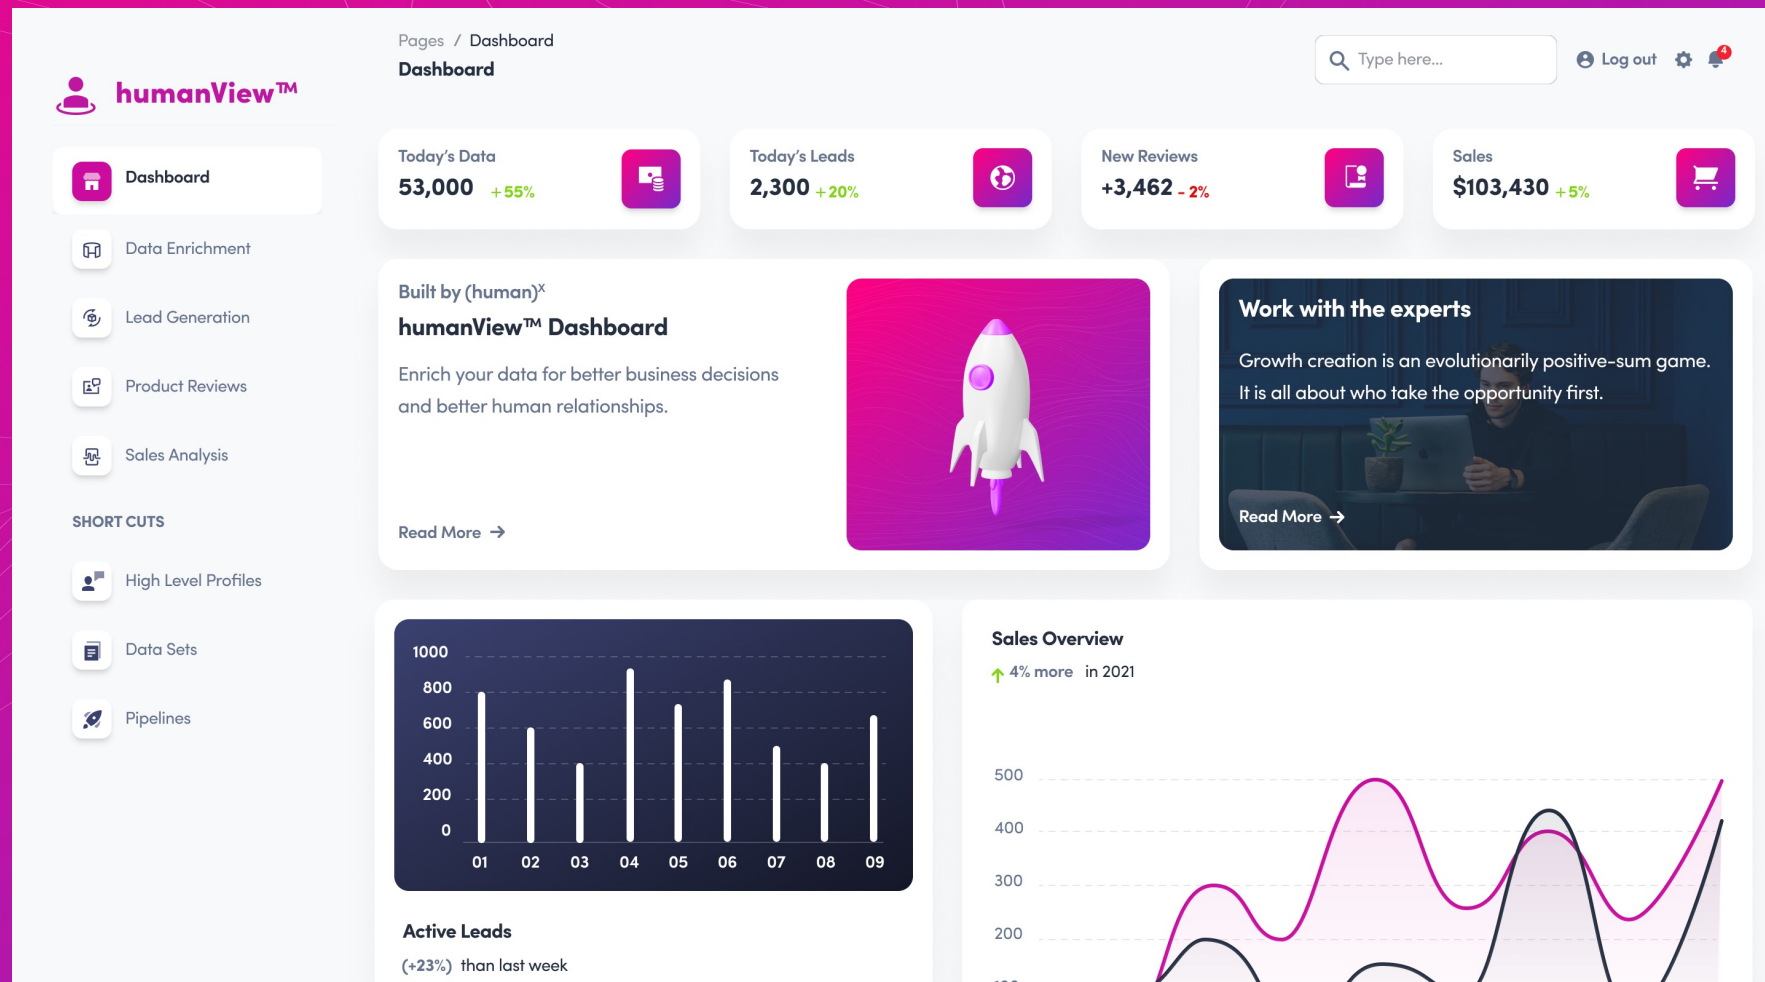 Pages / Dashboard
Dashboard
Type here...
Log out
4
humanView™
Dashboard
Data Enrichment
Lead Generation
Product Reviews
Sales Analysis
SHORT CUTS
High Level Profiles
Data Sets
Pipelines
Today's Data
53,000 +55%
Today's Leads
2,300 +20%
New Reviews
+3,462 - 2%
Sales
$103,430 +5%
Built by (human)ˣ
humanView™ Dashboard
Enrich your data for better business decisions
and better human relationships.
Read More →
Work with the experts
Growth creation is an evolutionarily positive-sum game.
It is all about who take the opportunity first.
Read More →
1000
800
600
400
200
0
01 02 03 04 05 06 07 08 09
Active Leads
(+23%) than last week
Sales Overview
4% more in 2021
500
400
300
200